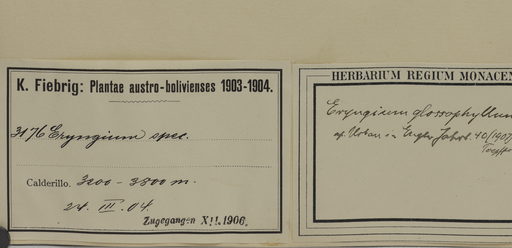 K. Fiebrig: Plantae austro-bolivienses 1903-1904.
3176 Eryngium spec.
Calderillo. 3200 - 3800 m.
24. III. 04.
Zugegangen XII. 1906.
HERBARIUM REGIUM MONACEN
Eryngium glossophyllum
ap. Urban in Engler Jahrb. 40 (1907)